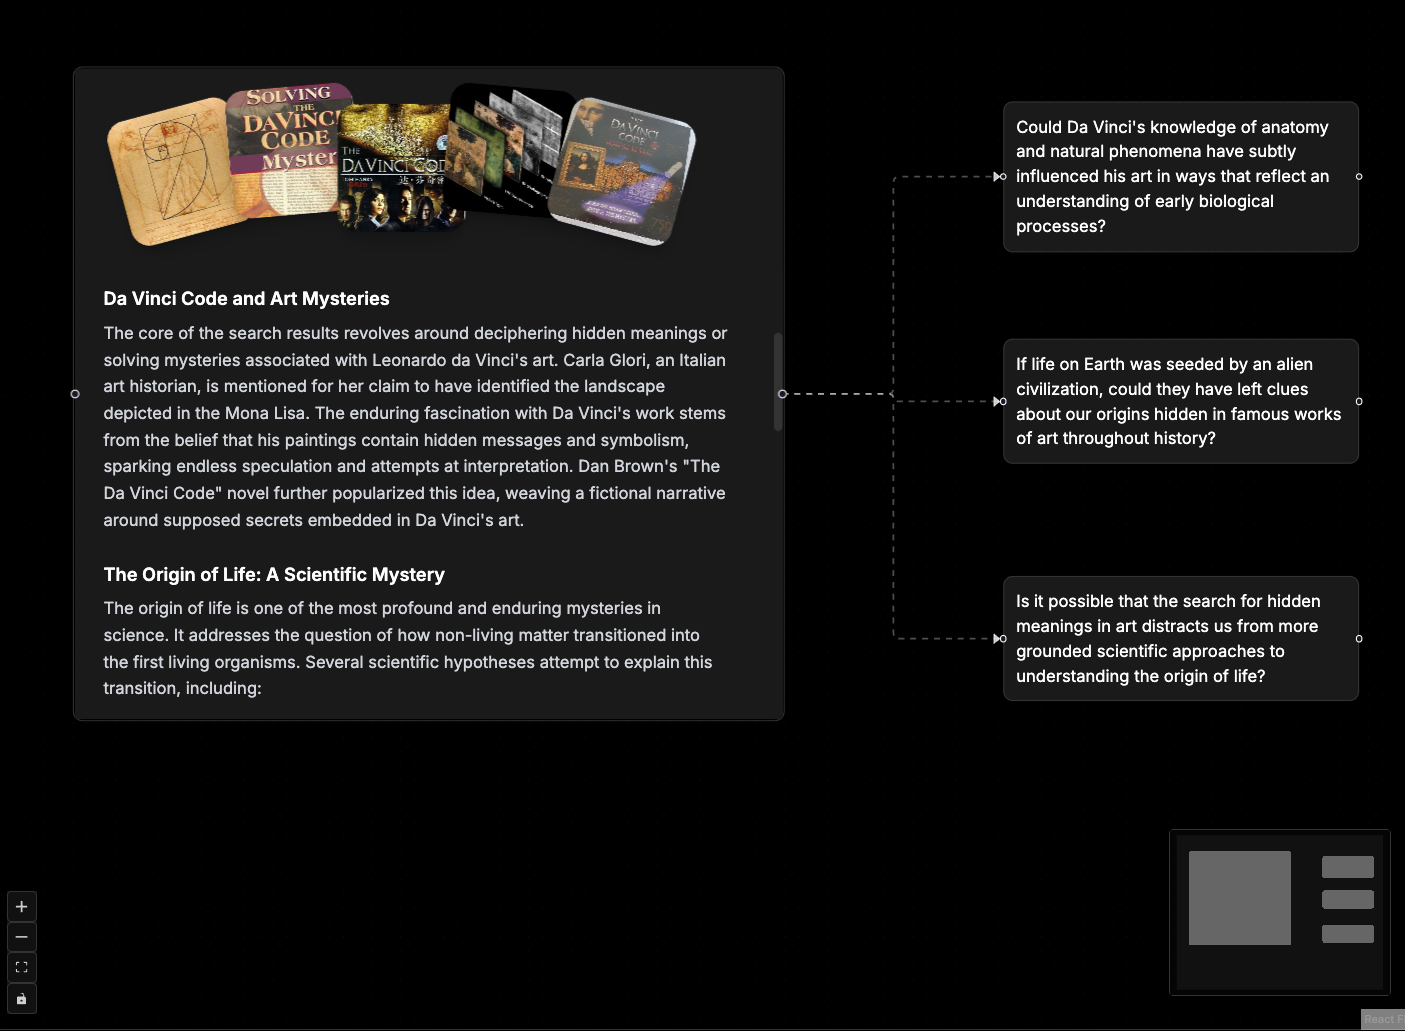 SOLVING
THE
DAVINCI
CODE
Mystery
THE
DAVINCI CODE
THE
DAVINCI
CODE
Da Vinci Code and Art Mysteries
The core of the search results revolves around deciphering hidden meanings or
solving mysteries associated with Leonardo da Vinci's art. Carla Glori, an Italian
art historian, is mentioned for her claim to have identified the landscape
depicted in the Mona Lisa. The enduring fascination with Da Vinci's work stems
from the belief that his paintings contain hidden messages and symbolism,
sparking endless speculation and attempts at interpretation. Dan Brown's "The
Da Vinci Code" novel further popularized this idea, weaving a fictional narrative
around supposed secrets embedded in Da Vinci's art.
The Origin of Life: A Scientific Mystery
The origin of life is one of the most profound and enduring mysteries in
science. It addresses the question of how non-living matter transitioned into
the first living organisms. Several scientific hypotheses attempt to explain this
transition, including:
Could Da Vinci's knowledge of anatomy
and natural phenomena have subtly
influenced his art in ways that reflect an
understanding of early biological
processes?
If life on Earth was seeded by an alien
civilization, could they have left clues
about our origins hidden in famous works
of art throughout history?
Is it possible that the search for hidden
meanings in art distracts us from more
grounded scientific approaches to
understanding the origin of life?
React F